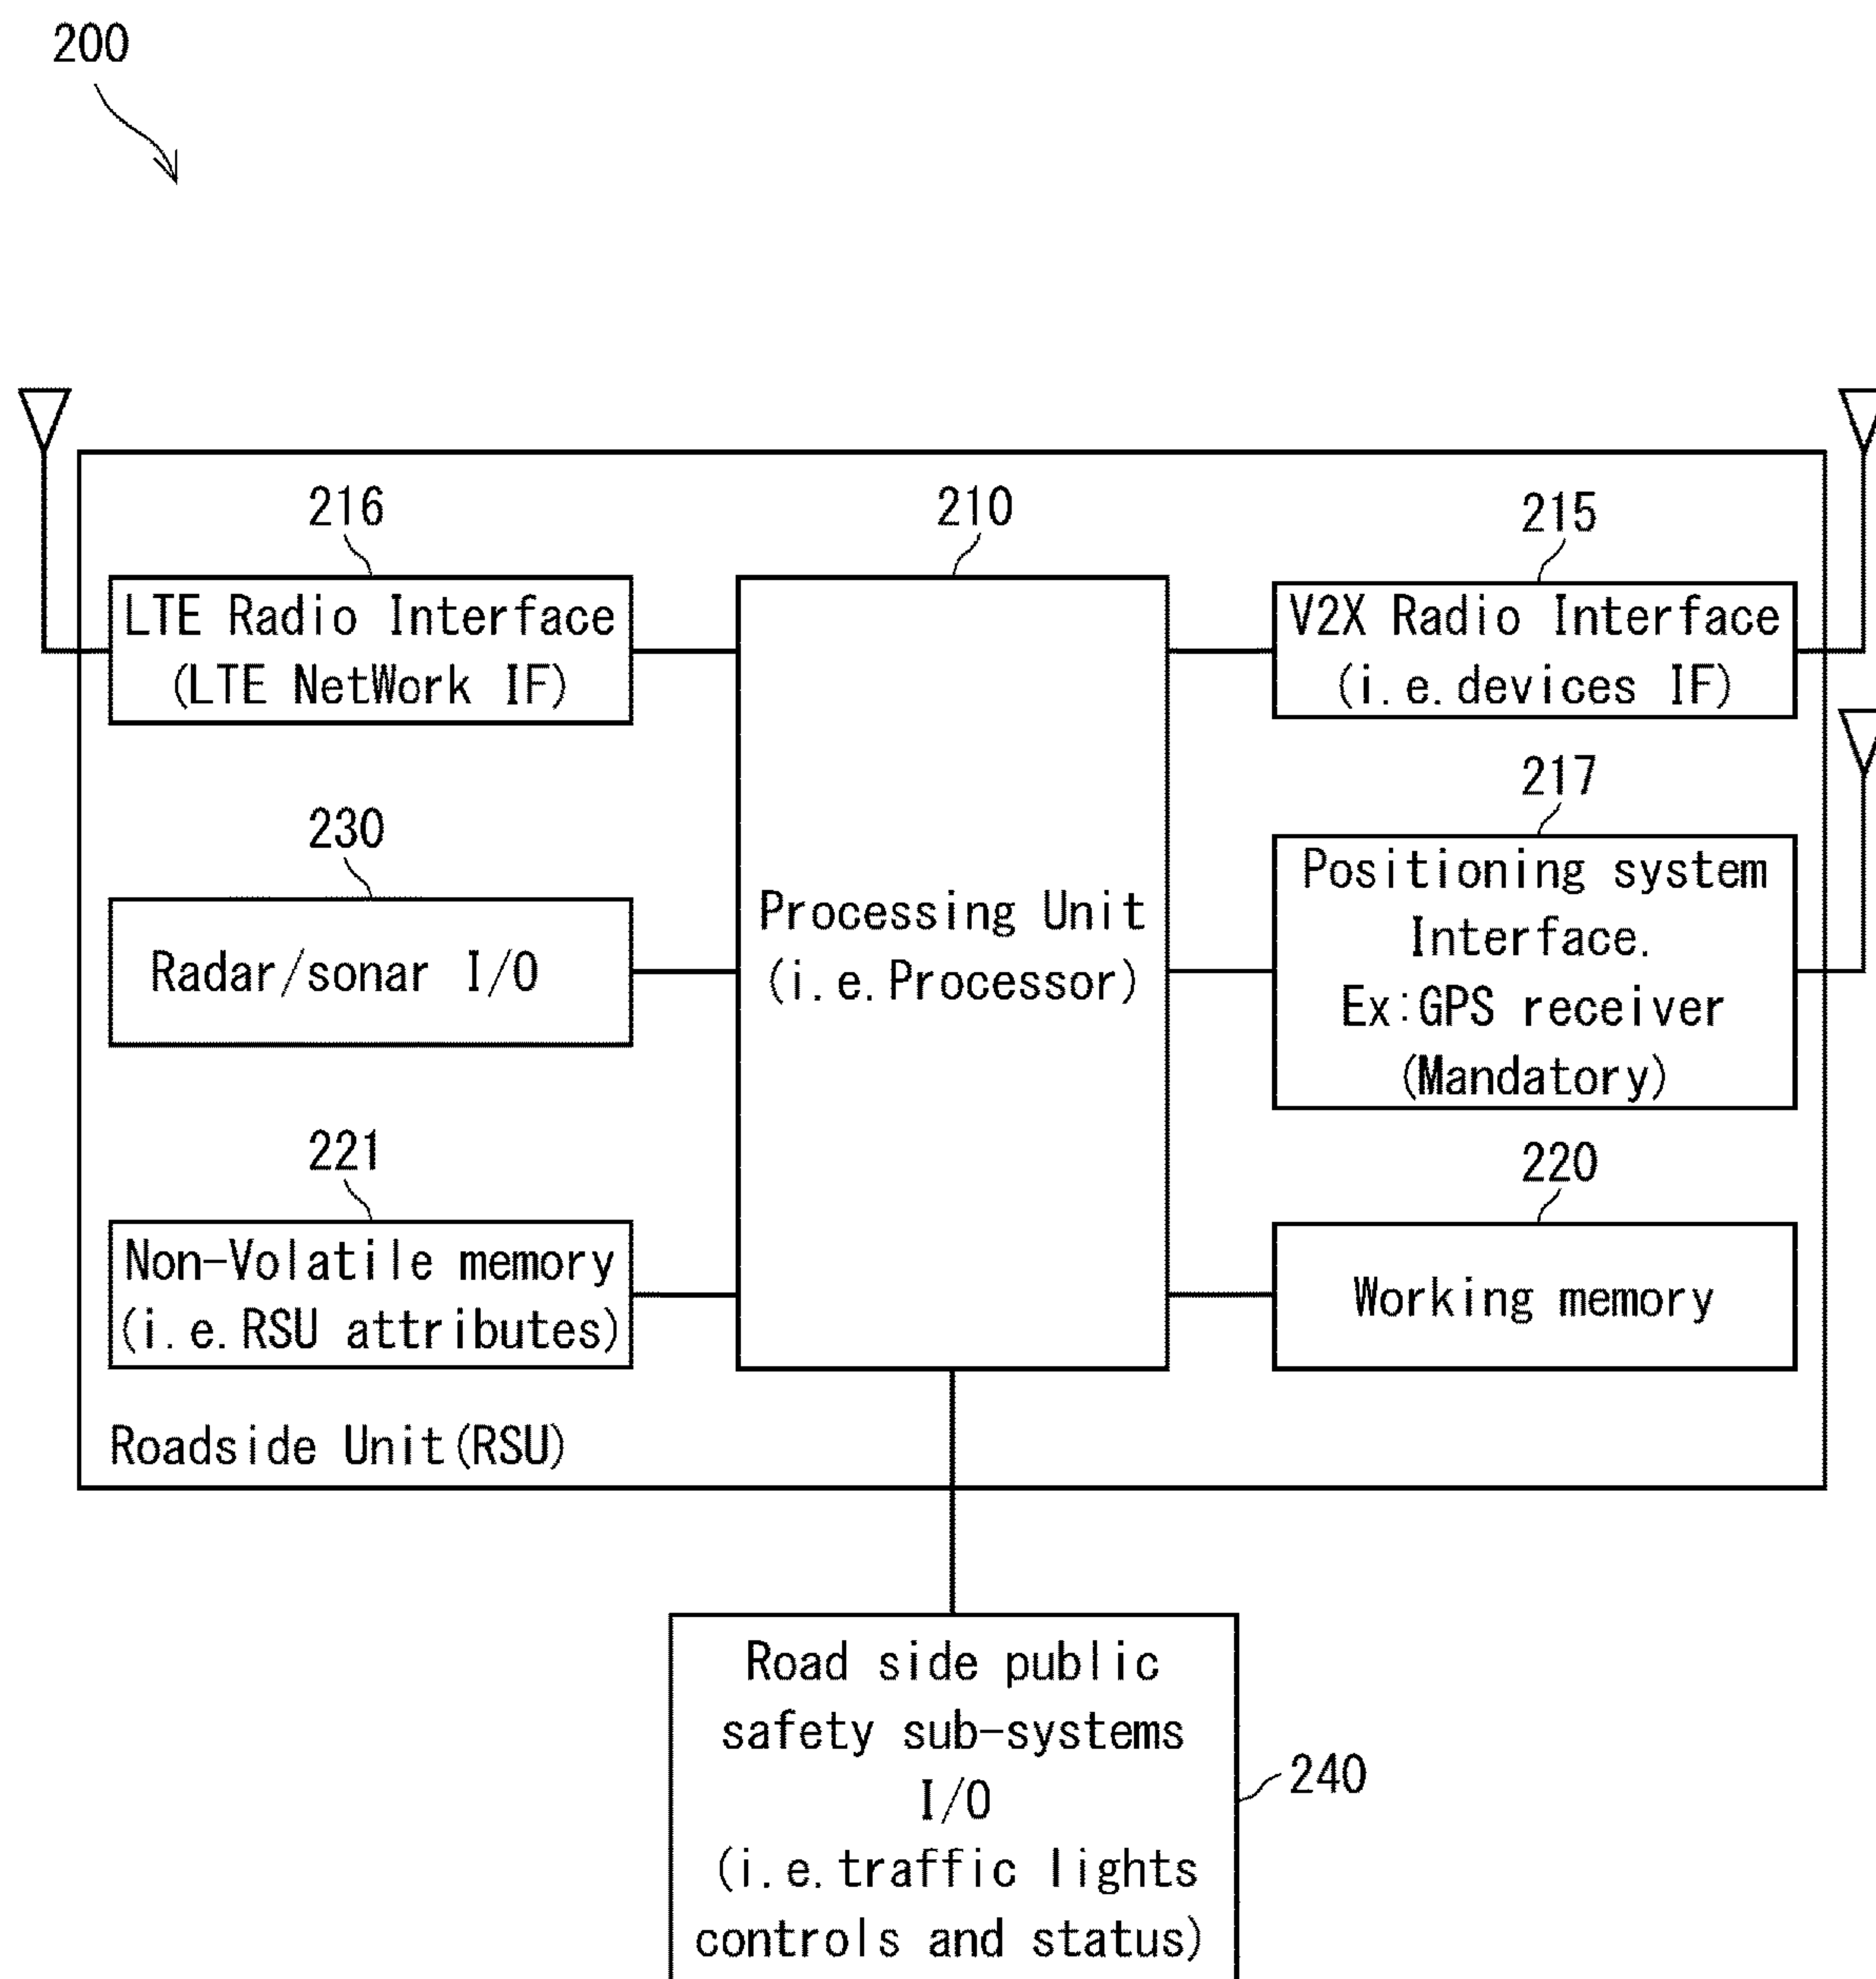 200
216
LTE Radio Interface
(LTE NetWork IF)
230
Radar/sonar I/O
221
Non-Volatile memory
(i.e.RSU attributes)
210
Processing Unit
(i.e.Processor)
215
V2X Radio Interface
(i.e.devices IF)
217
Positioning system
Interface.
Ex:GPS receiver
(Mandatory)
220
Working memory
Roadside Unit(RSU)
Road side public
safety sub-systems
I/O
(i.e.traffic lights
controls and status)
240